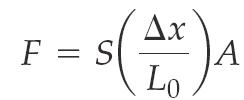 F = S(Δx/L₀)A